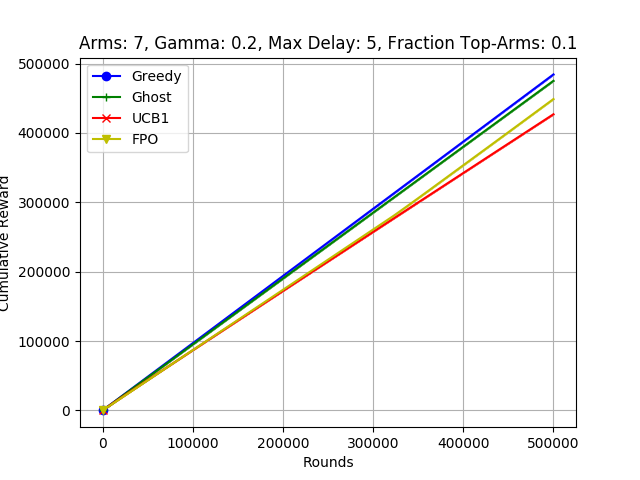 Arms: 7, Gamma: 0.2, Max Delay: 5, Fraction Top-Arms: 0.1
500000
400000
300000
200000
100000
0
Cumulative Reward
Greedy
Ghost
UCB1
FPO
0 100000 200000 300000 400000 500000
Rounds